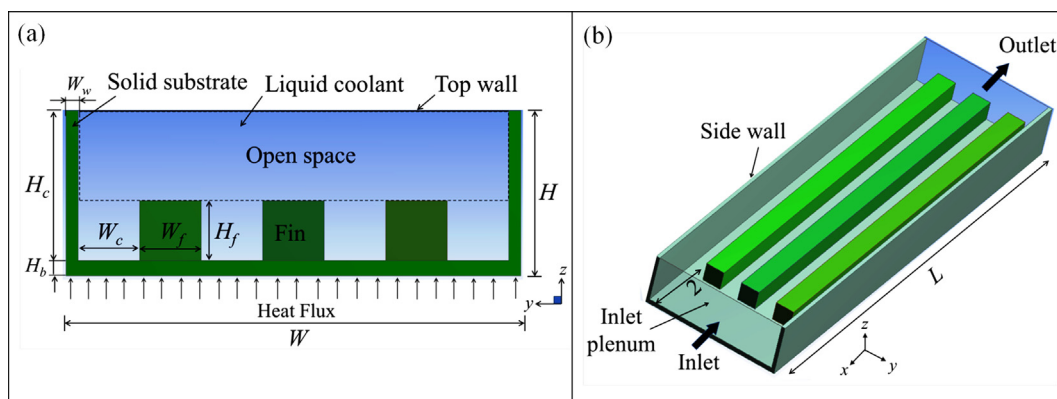 (a)
W_w
Solid substrate
Liquid coolant
Top wall
Open space
H_c
H
W_c
W_f
H_f
Fin
H_b
z
y
Heat Flux
W
(b)
Outlet
Side wall
2
L
Inlet
plenum
Inlet
z
x
y